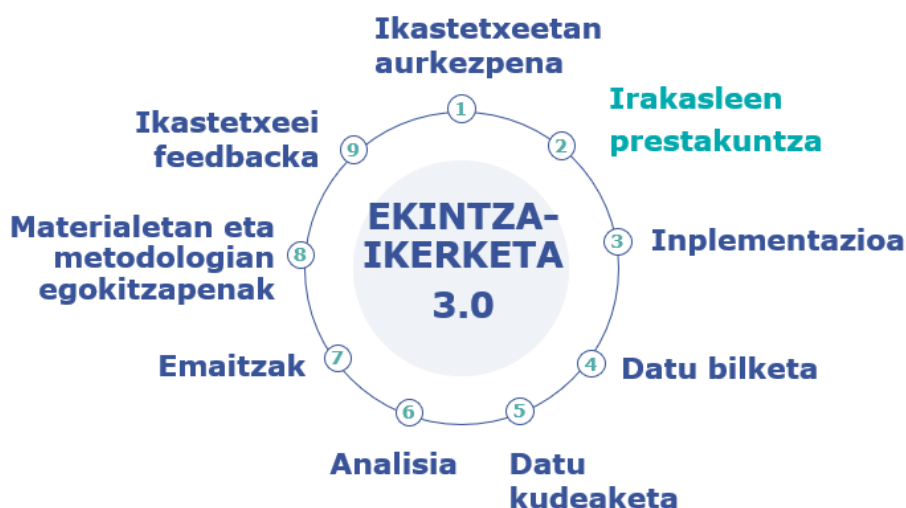 EKINTZA-
IKERKETA
3.0
1
Ikastetxeetan
aurkezpena
2
Irakasleen
prestakuntza
3
Inplementazioa
4
Datu bilketa
5
Datu
kudeaketa
6
Analisia
7
Emaitzak
8
Materialetan eta
metodologian
egokitzapenak
9
Ikastetxeei
feedbacka